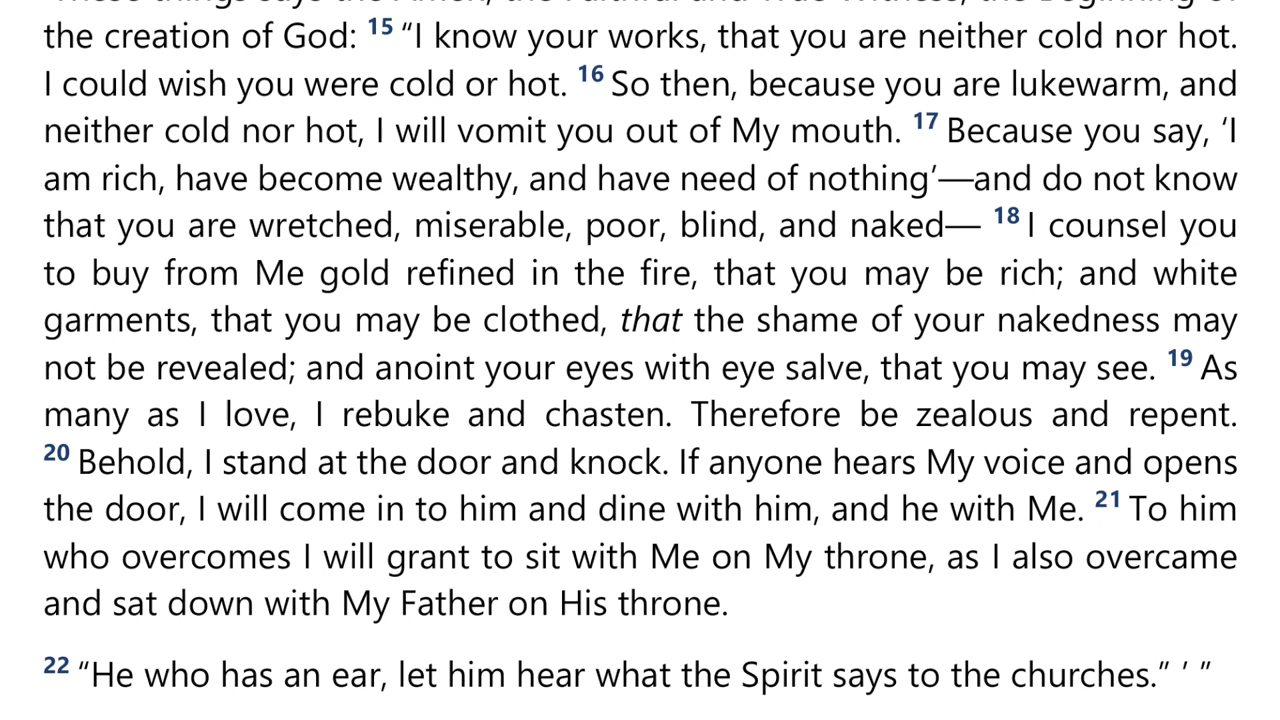 the creation of God: 15 “I know your works, that you are neither cold nor hot.
I could wish you were cold or hot. 16 So then, because you are lukewarm, and
neither cold nor hot, I will vomit you out of My mouth. 17 Because you say, ‘I
am rich, have become wealthy, and have need of nothing’—and do not know
that you are wretched, miserable, poor, blind, and naked— 18 I counsel you
to buy from Me gold refined in the fire, that you may be rich; and white
garments, that you may be clothed, that the shame of your nakedness may
not be revealed; and anoint your eyes with eye salve, that you may see. 19 As
many as I love, I rebuke and chasten. Therefore be zealous and repent.
20 Behold, I stand at the door and knock. If anyone hears My voice and opens
the door, I will come in to him and dine with him, and he with Me. 21 To him
who overcomes I will grant to sit with Me on My throne, as I also overcame
and sat down with My Father on His throne.
22 “He who has an ear, let him hear what the Spirit says to the churches.” ’ ”